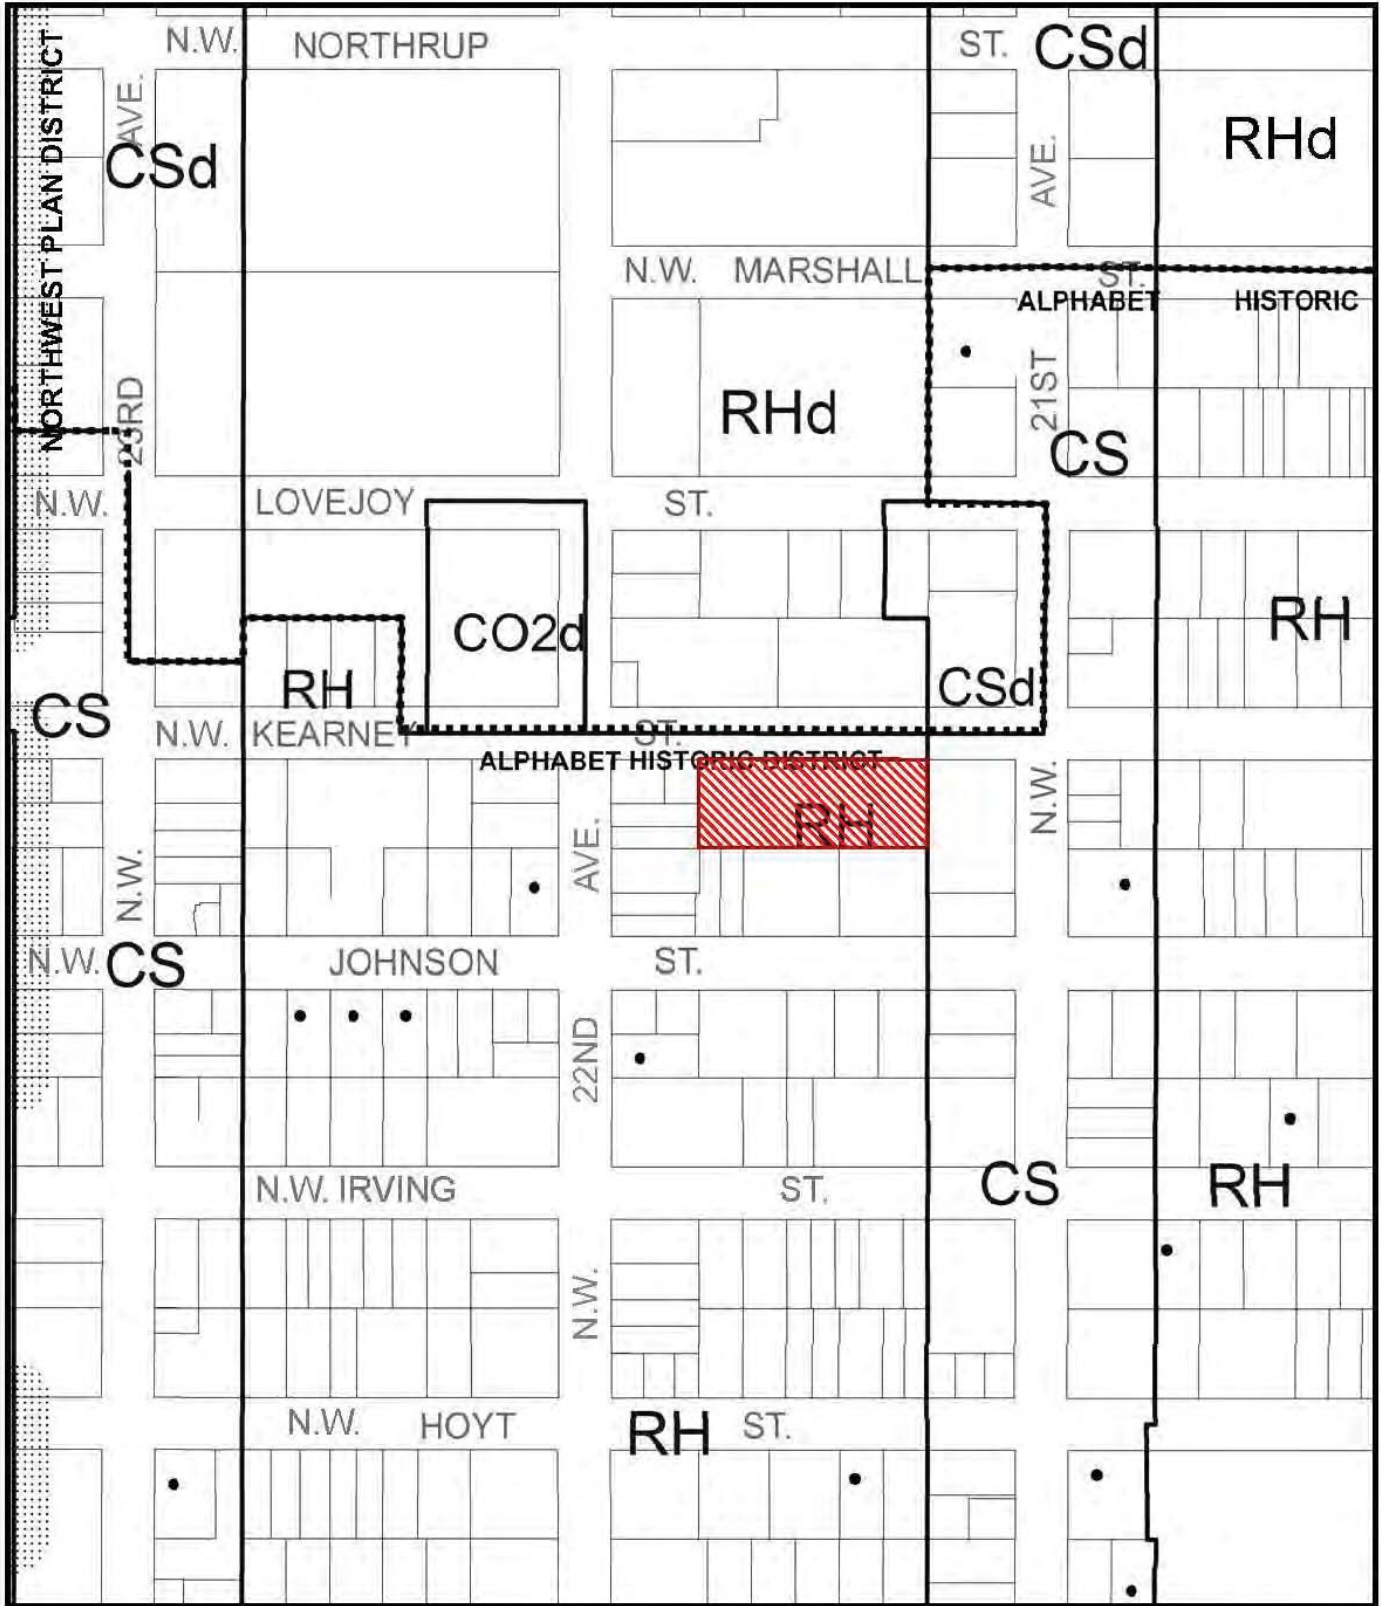 N.W. NORTHRUP ST. CSd
NORTHWEST PLAN DISTRICT
AVE.
CSd
RHd
AVE.
N.W. MARSHALL ST.
ALPHABET HISTORIC
23RD
21ST
RHd
CS
N.W. LOVEJOY ST.
CO2d
RH
RH
CSd
CS
N.W. KEARNEY ST.
ALPHABET HISTORIC DISTRICT
RH
N.W.
AVE.
N.W.
N.W. CS JOHNSON ST.
22ND
CS
RH
N.W. IRVING ST.
N.W.
N.W. HOYT RH ST.